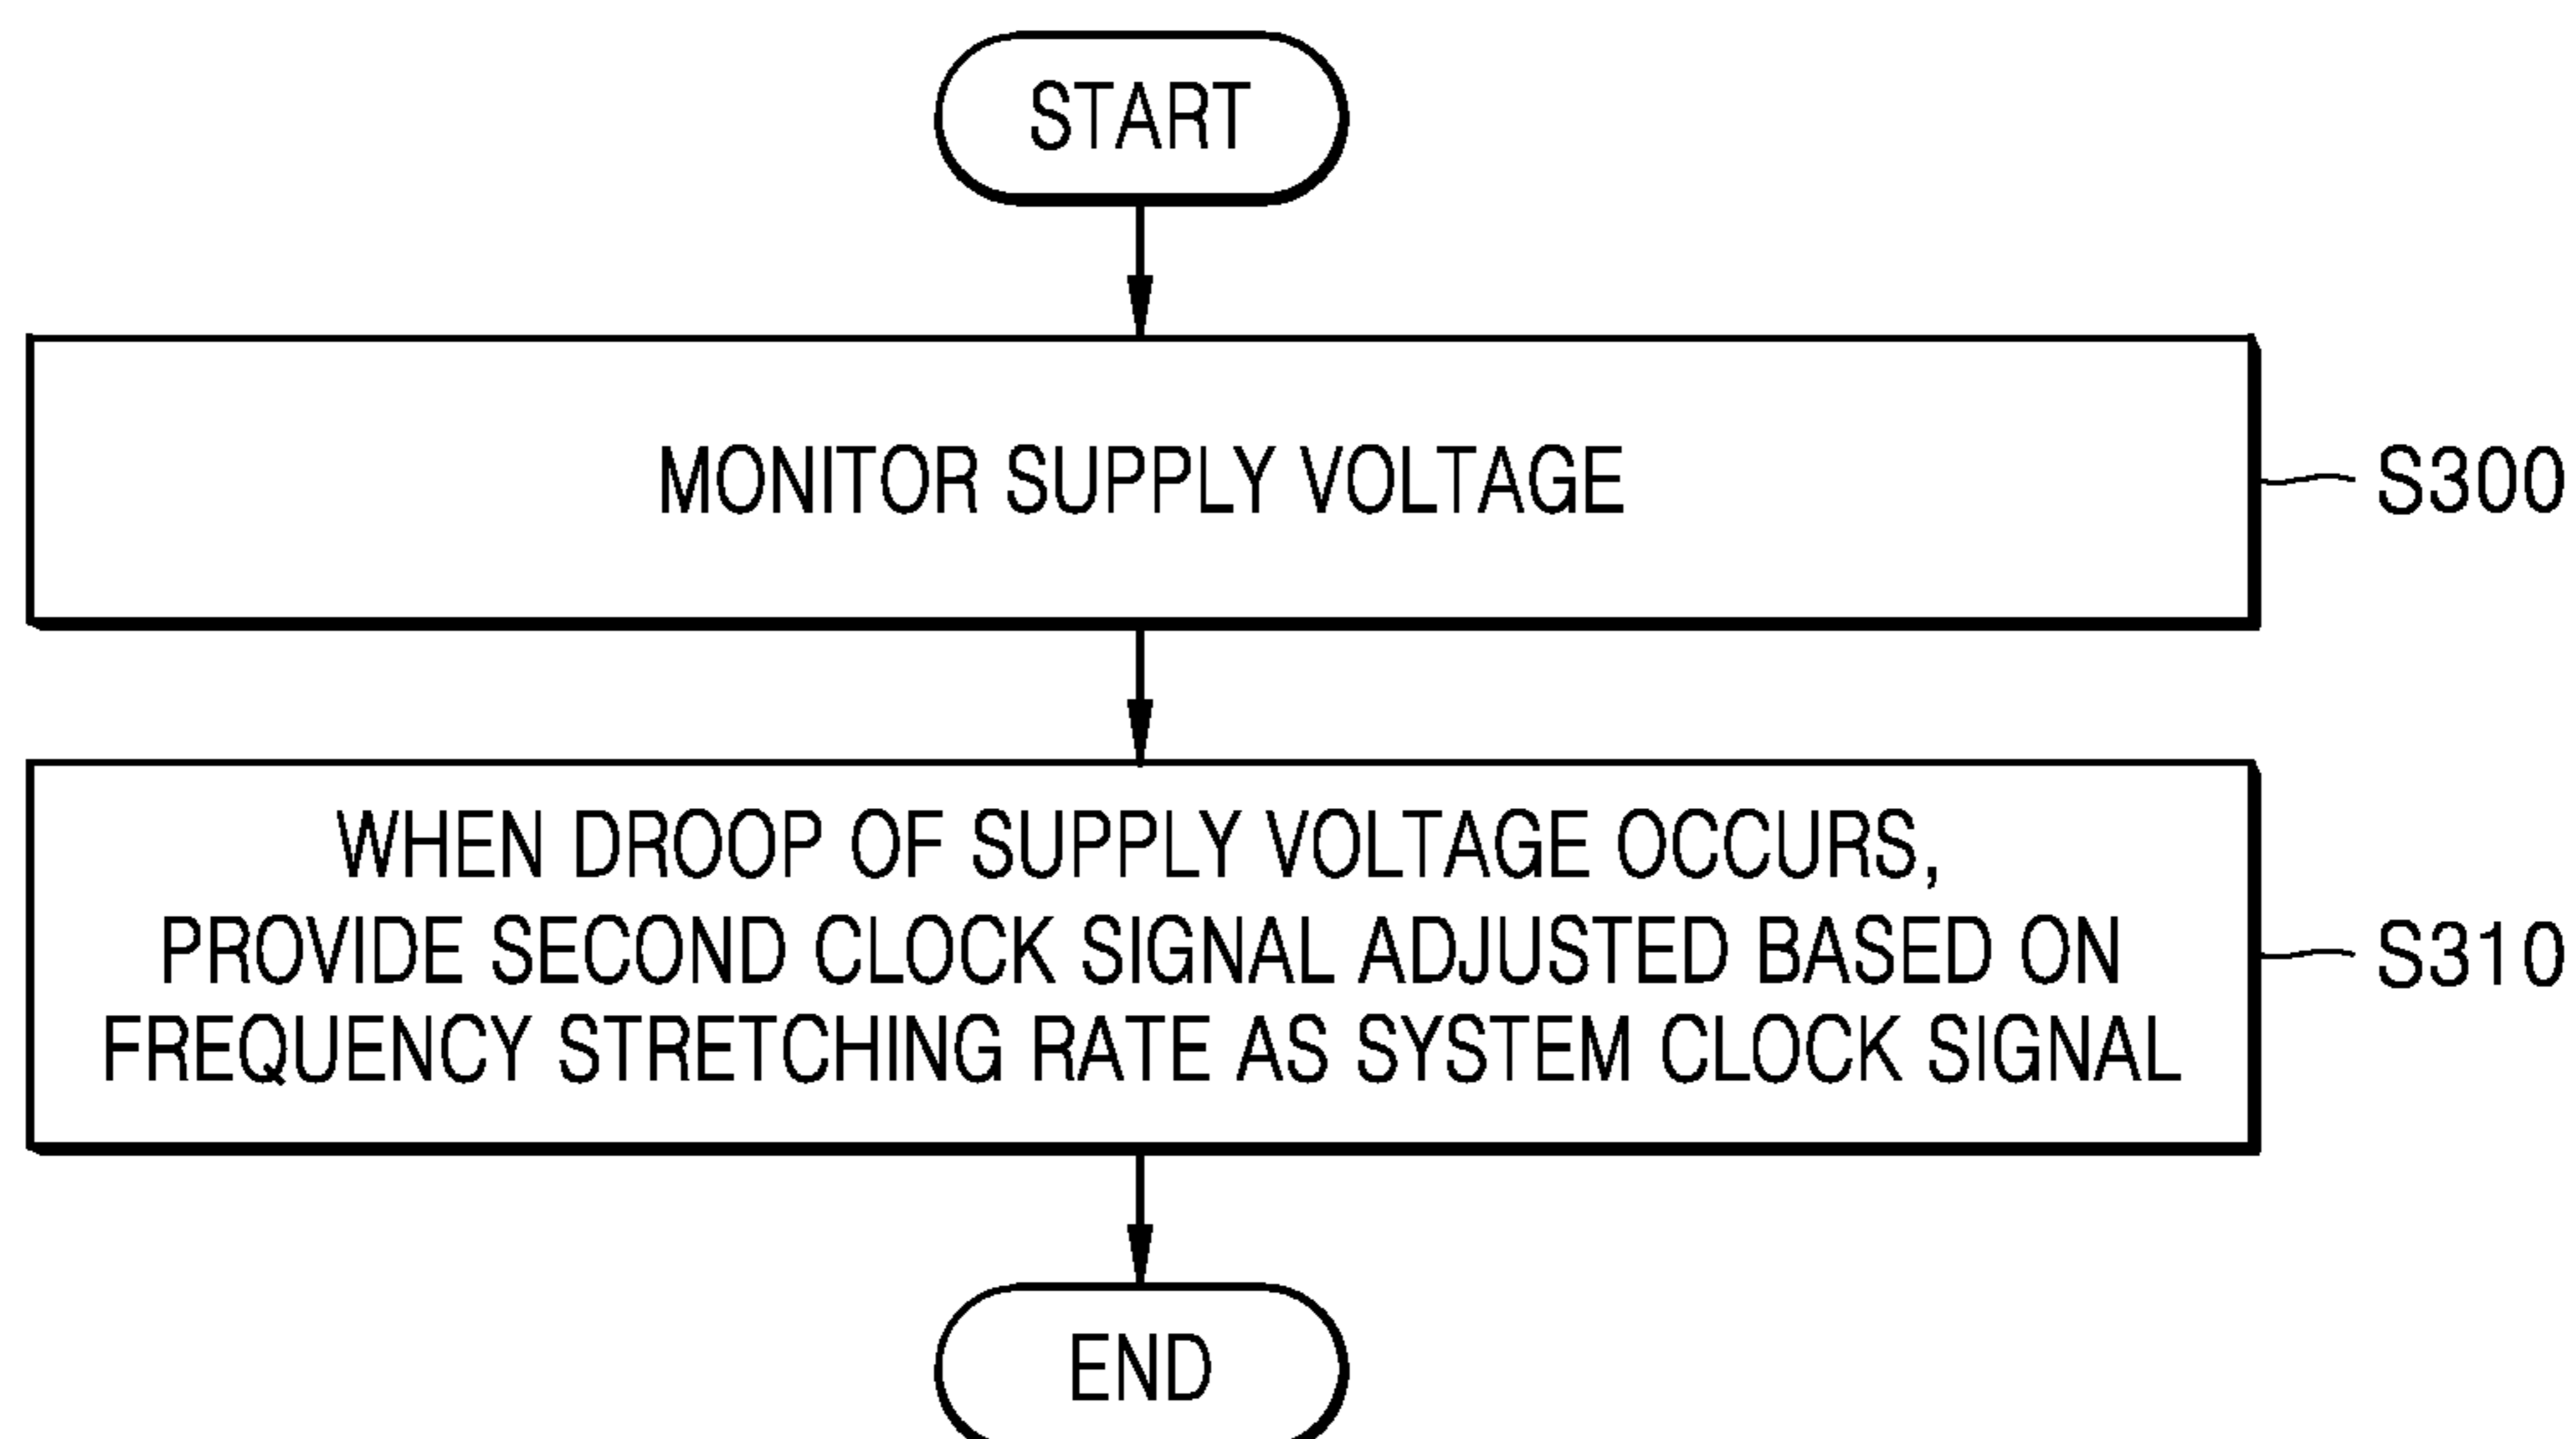 START
MONITOR SUPPLY VOLTAGE
S300
WHEN DROOP OF SUPPLY VOLTAGE OCCURS,
PROVIDE SECOND CLOCK SIGNAL ADJUSTED BASED ON
FREQUENCY STRETCHING RATE AS SYSTEM CLOCK SIGNAL
S310
END